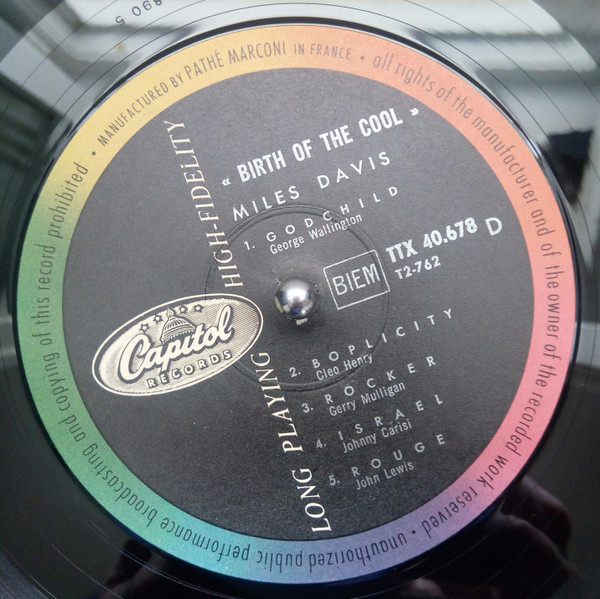 « BIRTH OF THE COOL »
MILES DAVIS
1. GODCHILD
George Wallington
BIEM
TTX 40.678 D
T2-762
2. BOPLICITY
Cleo Henry
3. ROCKER
Gerry Mulligan
4. ISRAEL
Johnny Carisi
5. ROUGE
John Lewis
LONG PLAYING HIGH-FIDELITY
Capitol
RECORDS
• MANUFACTURED BY PATHÉ MARCONI IN FRANCE • all rights of the manufacturer and of the owner of the recorded work reserved • unauthorized public performance broadcasting and copying of this record prohibited